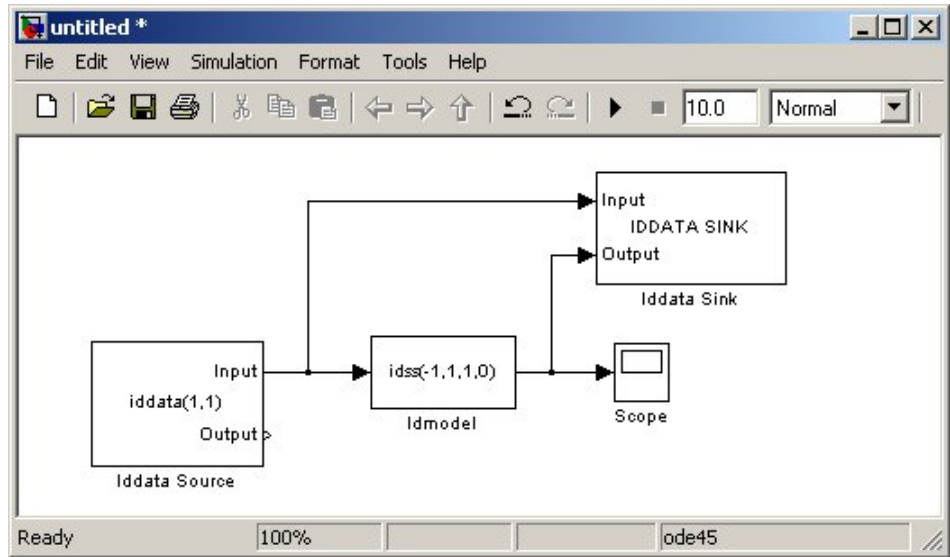 untitled *
File Edit View Simulation Format Tools Help
10.0 Normal
Input
IDDATA SINK
Output
Iddata Sink
Input
iddata(1,1)
Output
Iddata Source
idss(-1,1,1,0)
Idmodel
Scope
Ready 100% ode45